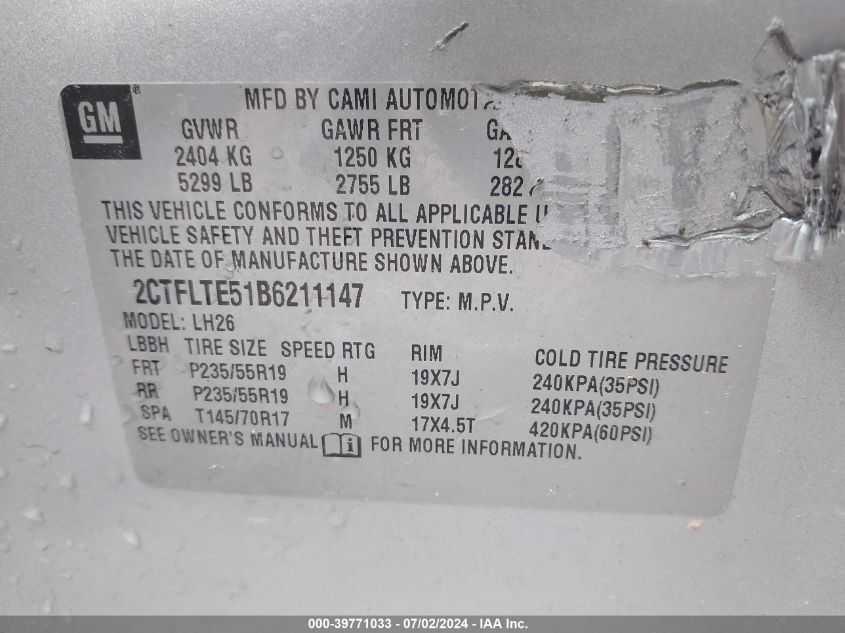 GM ®
MFD BY CAMI AUTOMOT
GVWR GAWR FRT
2404 KG 1250 KG
5299 LB 2755 LB 282
THIS VEHICLE CONFORMS TO ALL APPLICABLE
VEHICLE SAFETY AND THEFT PREVENTION
THE DATE OF MANUFACTURE SHOWN ABOVE.
2CTFLTE51B6211147 TYPE: M.P.V.
MODEL: LH26
LBBH TIRE SIZE SPEED RTG RIM COLD TIRE PRESSURE
FRT P235/55R19 H 19X7J 240KPA(35PSI)
RR P235/55R19 H 19X7J 240KPA(35PSI)
SPA T145/70R17 M 17X4.5T 420KPA(60PSI)
SEE OWNER'S MANUAL FOR MORE INFORMATION.
000-39771033 - 07/02/2024 - IAA Inc.